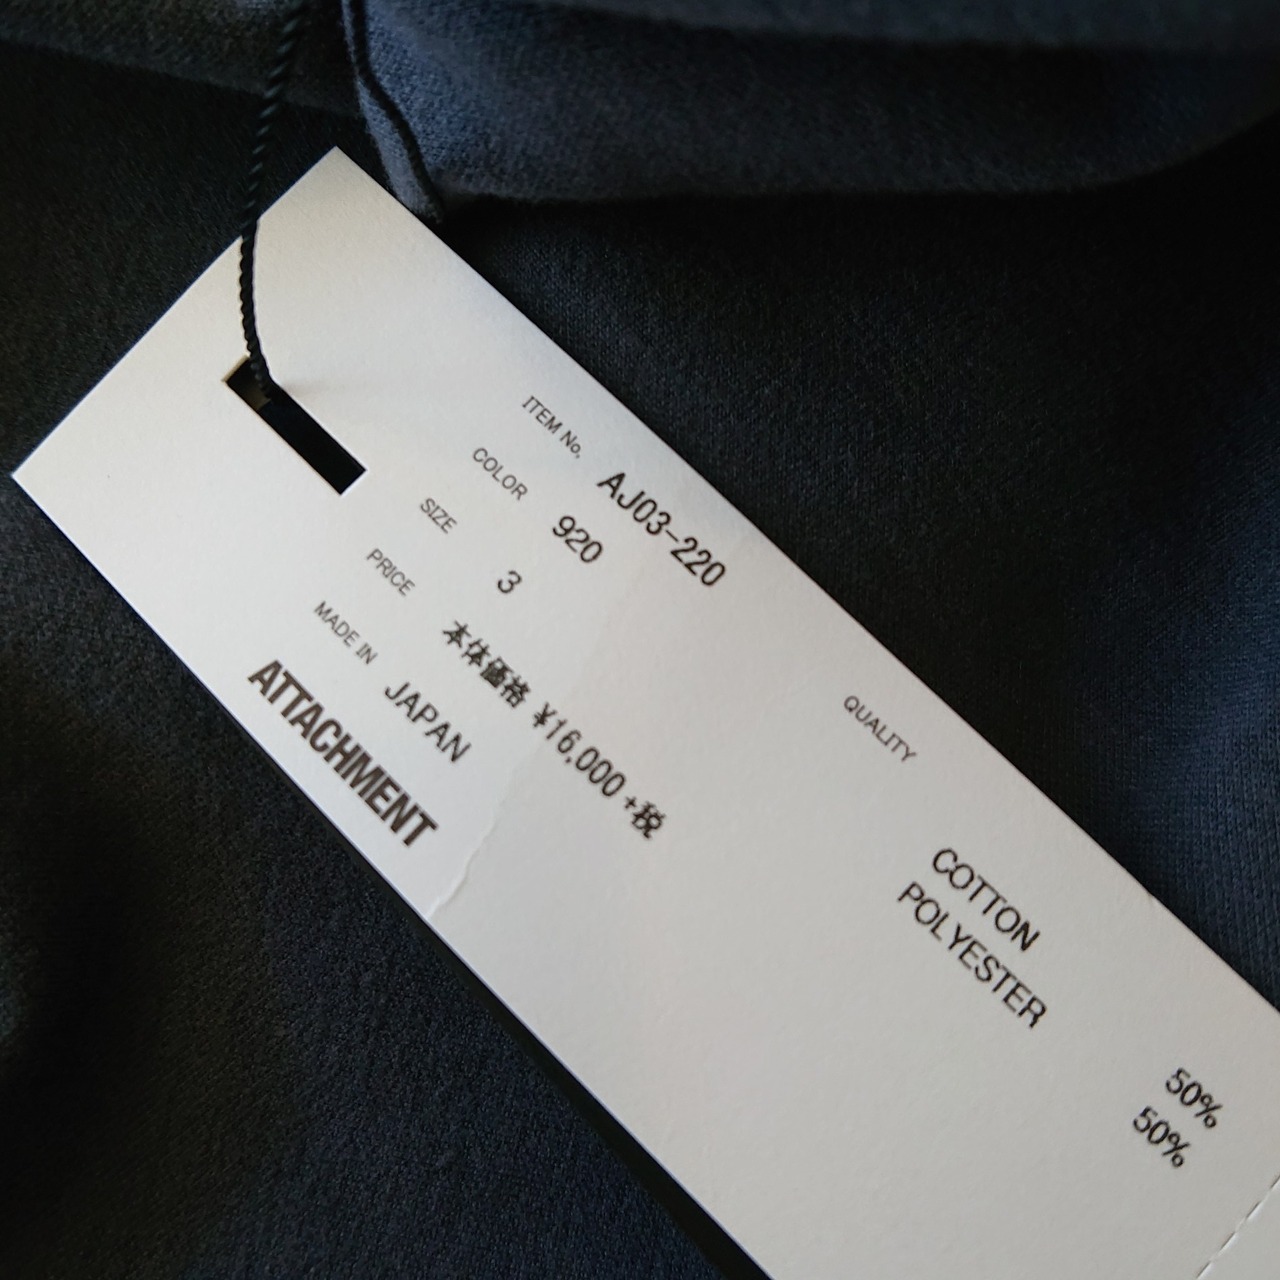 ITEM No. AJ03-220
COLOR 920
SIZE 3
PRICE 本体価格 ¥16,000+税
MADE IN JAPAN
ATTACHMENT
QUALITY
COTTON 50%
POLYESTER 50%